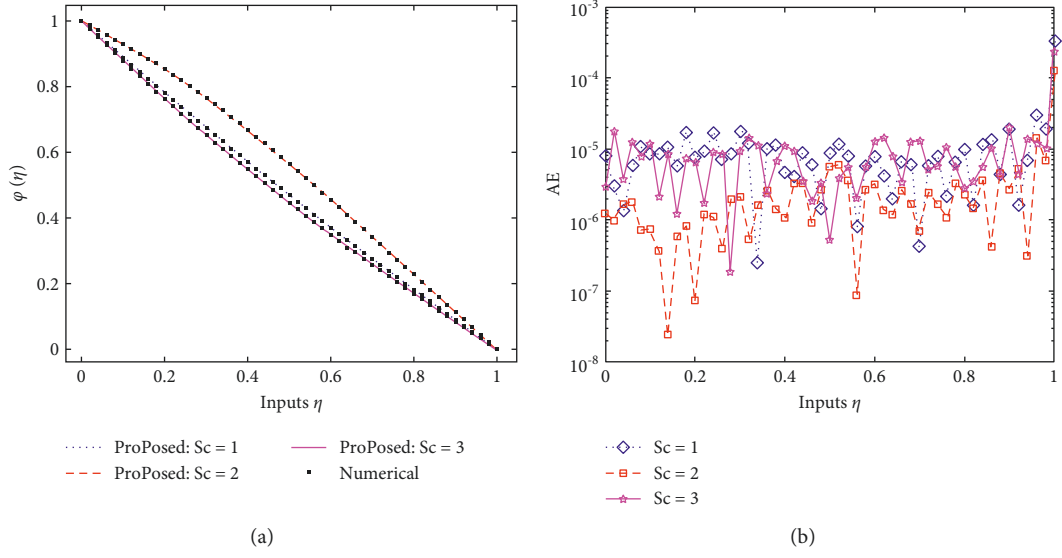 1
0.8
0.6
φ (η)
0.4
0.2
0
0 0.2 0.4 0.6 0.8 1
Inputs η
ProPosed: Sc = 1
ProPosed: Sc = 2
ProPosed: Sc = 3
Numerical
(a)
10⁻³
10⁻⁴
10⁻⁵
AE
10⁻⁶
10⁻⁷
10⁻⁸
0 0.2 0.4 0.6 0.8 1
Inputs η
Sc = 1
Sc = 2
Sc = 3
(b)